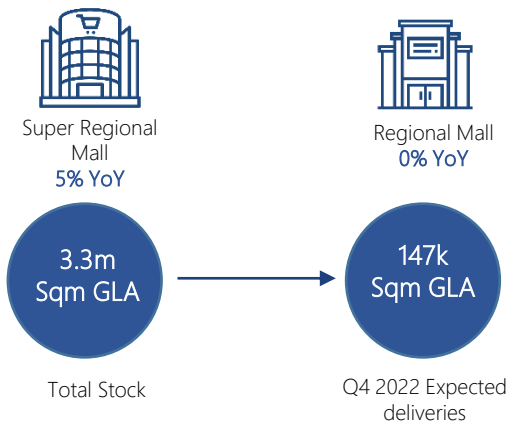 Super Regional
Mall
5% YoY
Regional Mall
0% YoY
3.3m
Sqm GLA
147k
Sqm GLA
Total Stock
Q4 2022 Expected
deliveries